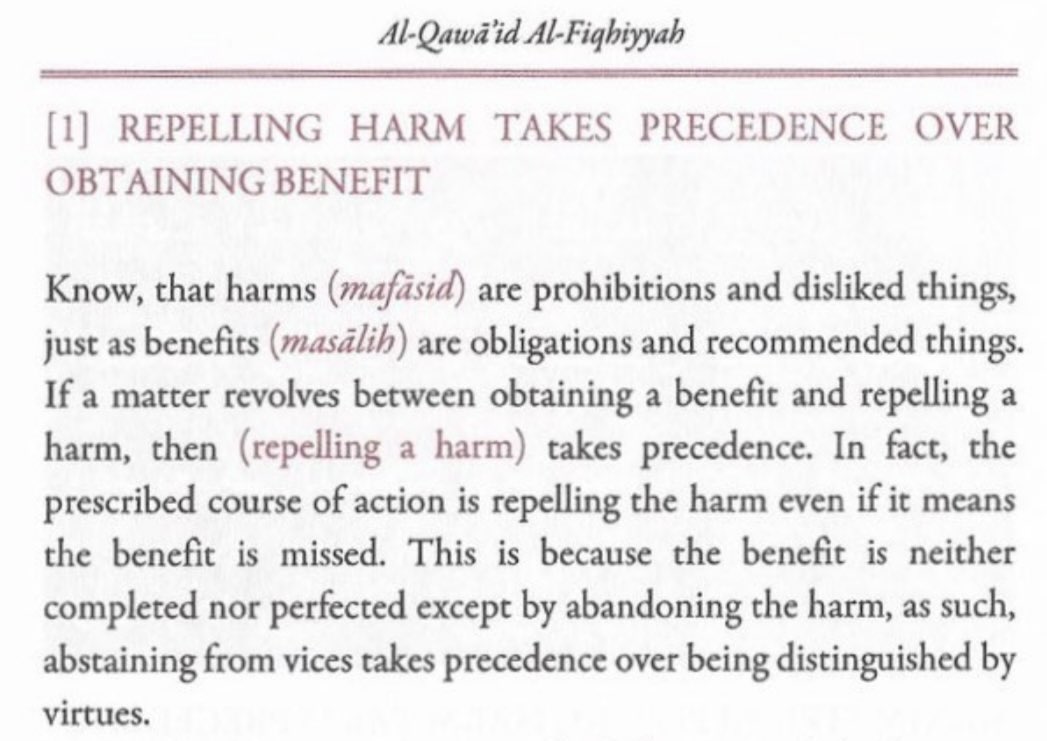 Al-Qawā'id Al-Fiqhiyyah
[1] REPELLING HARM TAKES PRECEDENCE OVER
OBTAINING BENEFIT
Know, that harms (mafāsid) are prohibitions and disliked things,
just as benefits (masālih) are obligations and recommended things.
If a matter revolves between obtaining a benefit and repelling a
harm, then (repelling a harm) takes precedence. In fact, the
prescribed course of action is repelling the harm even if it means
the benefit is missed. This is because the benefit is neither
completed nor perfected except by abandoning the harm, as such,
abstaining from vices takes precedence over being distinguished by
virtues.